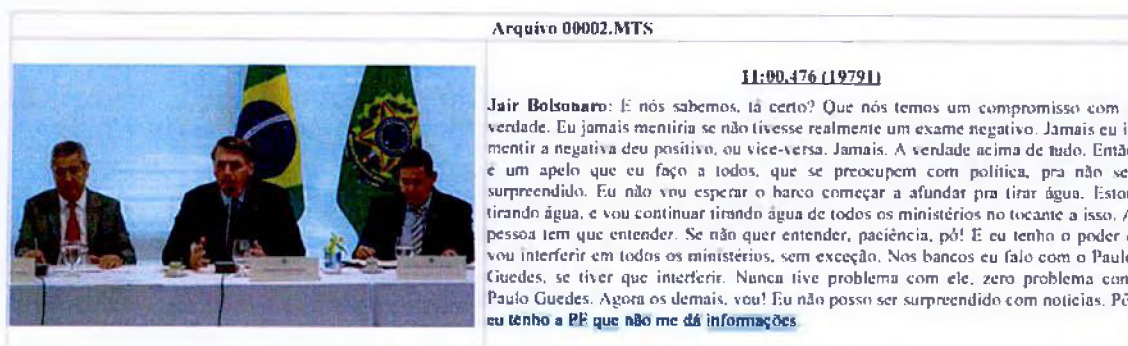 Arquivo 00002.MTS
11:00,476 (19791)
Jair Bolsonaro: E nós sabemos, tá certo? Que nós temos um compromisso com
verdade. Eu jamais mentiria se não tivesse realmente um exame negativo. Jamais eu i
mentir a negativa deu positivo, ou vice-versa. Jamais. A verdade acima de tudo. Entã
é um apelo que eu faço a todos, que se preocupem com política, pra não se
surpreendido. Eu não vou esperar o barco começar a afundar pra tirar água. Esto
tirando água, e vou continuar tirando água de todos os ministérios no tocante a isso. A
pessoa tem que entender. Se não quer entender, paciência, pô! E eu tenho o poder e
vou interferir em todos os ministérios, sem exceção. Nos bancos eu falo com o Paulo
Guedes, se tiver que interferir. Nunca tive problema com ele, zero problema com
Paulo Guedes. Agora os demais, vou! Eu não posso ser surpreendido com notícias. Pô
eu tenho a PF que não me dá informações